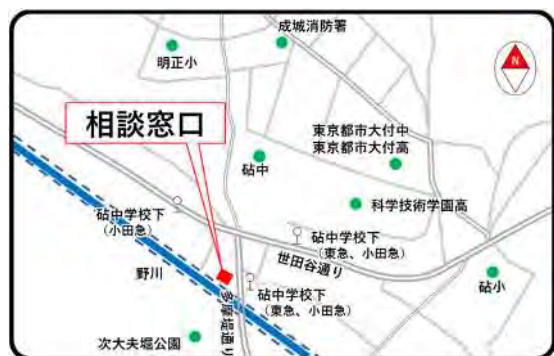 成城消防署
明正小
N
相談窓口
東京都市大付中
東京都市大付高
砧中
科学技術学園高
砧中学校下
（小田急）
砧中学校下
（東急、小田急）
世田谷通り
野川
砧小
砧中学校下
（東急、小田急）
多摩堤通り
次大夫堀公園